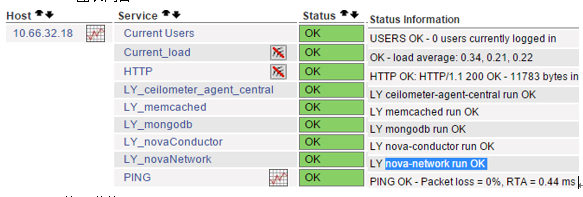 Host Service Status Status Information
10.66.32.18 Current Users OK USERS OK - 0 users currently logged in
Current_load OK OK - load average: 0.34, 0.21, 0.22
HTTP OK HTTP OK: HTTP/1.1 200 OK - 11783 bytes in
LY_ceilometer_agent_central OK LY ceilometer-agent-central run OK
LY_memcached OK LY memcached run OK
LY_mongodb OK LY mongodb run OK
LY_novaConductor OK LY nova-conductor run OK
LY_novaNetwork OK LY nova-network run OK
PING OK PING OK - Packet loss = 0%, RTA = 0.44 ms